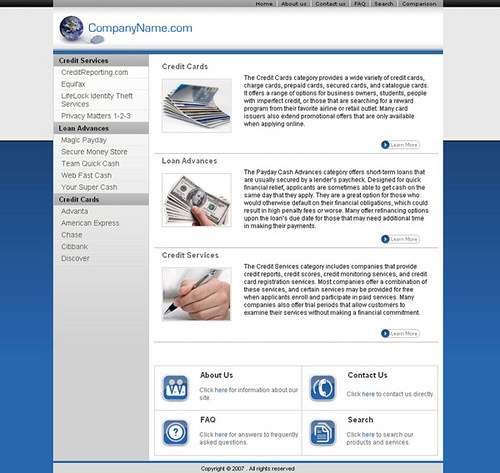 Home About us Contact us FAQ Search Comparison
CompanyName.com
Credit Services
CreditReporting.com
Equifax
LifeLock Identity Theft
Services
Privacy Matters 1-2-3
Loan Advances
Magic Payday
Secure Money Store
Team Quick Cash
Web Fast Cash
Your Super Cash
Credit Cards
Advanta
American Express
Chase
Citibank
Discover
Credit Cards
The Credit Cards category provides a wide variety of credit cards,
charge cards, prepaid cards, secured cards, and catalogue cards.
It offers a range of options for business owners, students, people
with imperfect credit, or those that are searching for a reward
program from their favorite airline or retail outlet. Many card
issuers also extend promotional offers that are only available
when applying online.
Learn More
Loan Advances
The Payday Cash Advances category offers short-term loans that
are usually secured by a lender's paycheck. Designed for quick
financial relief, applicants are sometimes able to get cash on the
same day that they apply. They are a great option for those who
would otherwise default on their financial obligations, which could
result in high penalty fees or worse. Many offer refinancing options
upon the loan's due date for those that may need additional time
in making their payments.
Learn More
Credit Services
The Credit Services category includes companies that provide
credit reports, credit scores, credit monitoring services, and credit
card registration services. Most companies offer a combination of
these services, and certain services may be provided for free
when applicants enroll and participate in paid services. Many
companies also offer trial periods that allow customers to
examine their services without making a financial commitment.
Learn More
About Us
Click here for information about our
site.
Contact Us
Click here to contact us directly
FAQ
Click here for answers to frequently
asked questions.
Search
Click here to search our
products and services.
Copyright © 2007 . All rights reserved